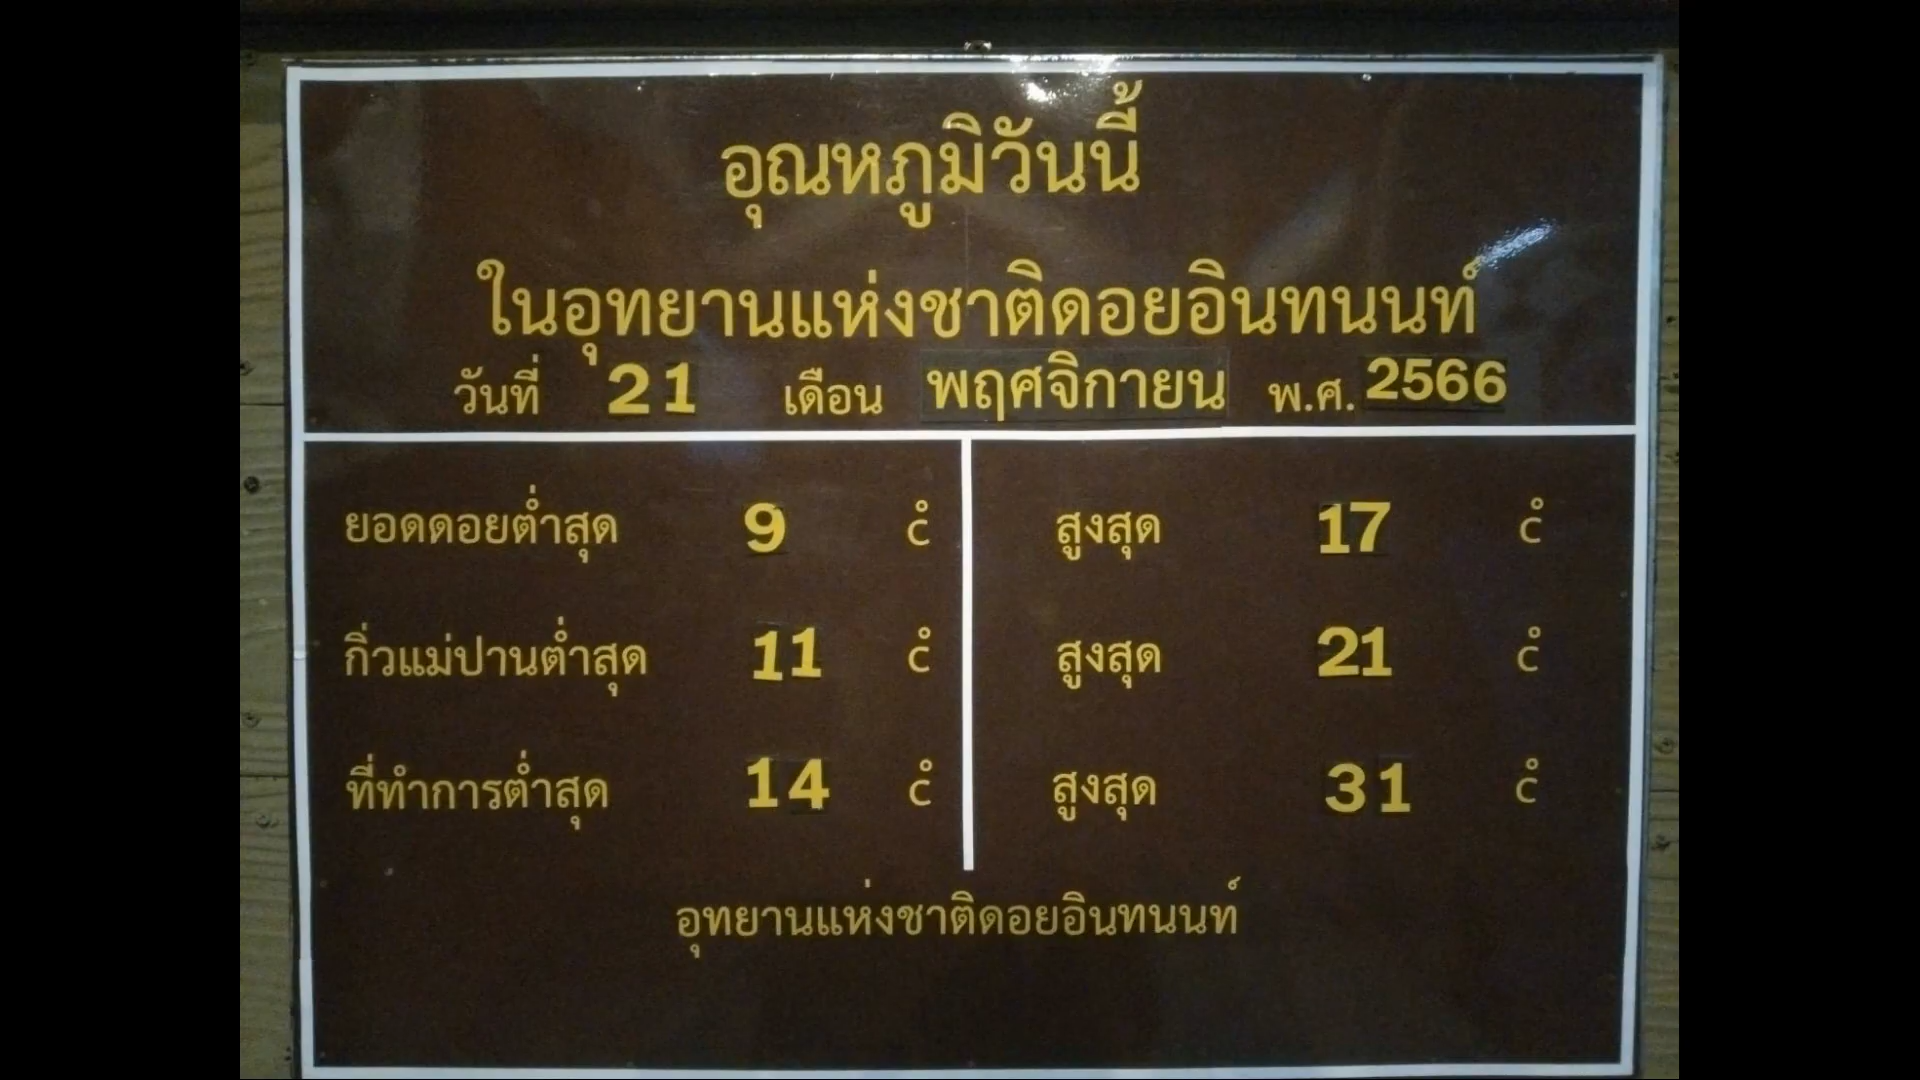 อุณหภูมิวันนี้
ในอุทยานแห่งชาติดอยอินทนนท์
วันที่ 21 เดือน พฤศจิกายน พ.ศ. 2566
ยอดดอยต่ำสุด 9 C° สูงสุด 17 C°
กิ่วแม่ปานต่ำสุด 11 C° สูงสุด 21 C°
ที่ทำการต่ำสุด 14 C° สูงสุด 31 C°
อุทยานแห่งชาติดอยอินทนนท์